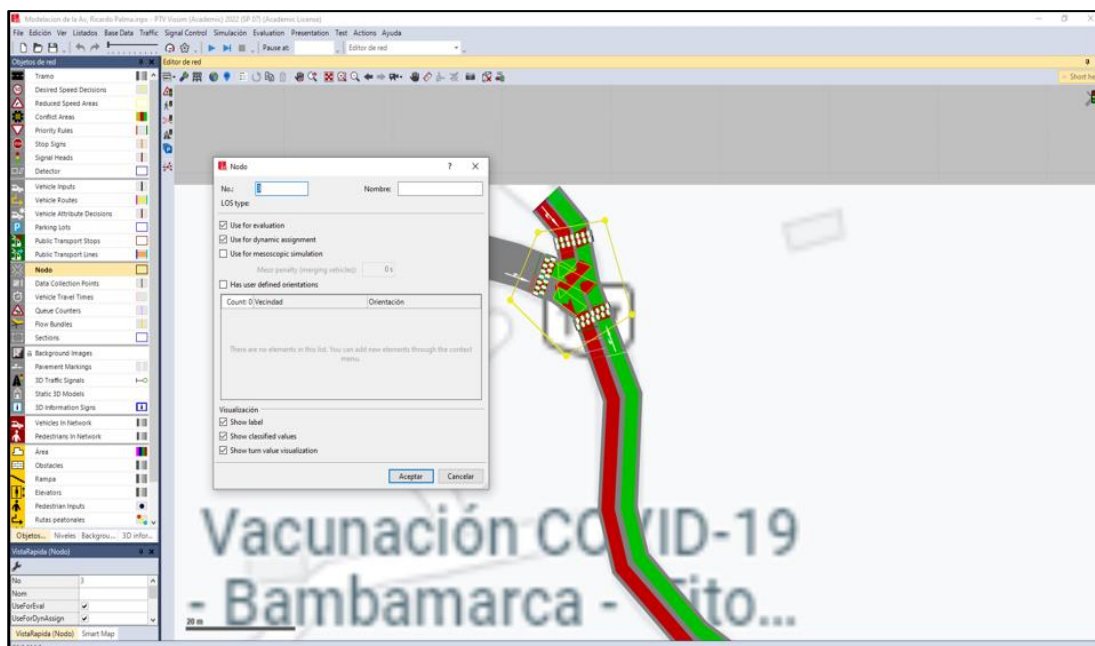 Modelacion de la Av. Ricardo Palma.inpx - PTV Vissim (Academic) 2022 (SP 07) (Academic License)
File Edición Ver Listados Base Data Traffic Signal Control Simulación Evaluation Presentation Test Actions Ayuda
Pause at: Editor de red
Objetos de red
Editor de red
Tramo
Desired Speed Decisions
Reduced Speed Areas
Conflict Areas
Priority Rules
Stop Signs
Signal Heads
Detector
Vehicle Inputs
Vehicle Routes
Vehicle Attribute Decisions
Parking Lots
Public Transport Stops
Public Transport Lines
Nodo
Data Collection Points
Vehicle Travel Times
Queue Counters
Flow Bundles
Sections
Background Images
Pavement Markings
3D Traffic Signals
Static 3D Models
3D Information Signs
Vehicles In Network
Pedestrians In Network
Area
Obstacles
Rampa
Elevators
Pedestrian Inputs
Rutas peatonales
Objetos... Niveles Backgrou... 3D infor...
VistaRapida (Nodo)
No 3
Nom
UseForEval
UseForDynAssign
VistaRapida (Nodo) Smart Map
Short he
Nodo
? X
No.: 3 Nombre:
LOS type:
Use for evaluation
Use for dynamic assignment
Use for mesoscopic simulation
Meso penalty (merging vehicles): 0 s
Has user defined orientations
Count: 0 Vecindad Orientación
There are no elements in this list. You can add new elements through the context
menu.
Visualización
Show label
Show classified values
Show turn value visualization
Aceptar Cancelar
Vacunación COVID-19
- Bambamarca - Tito...
20 m